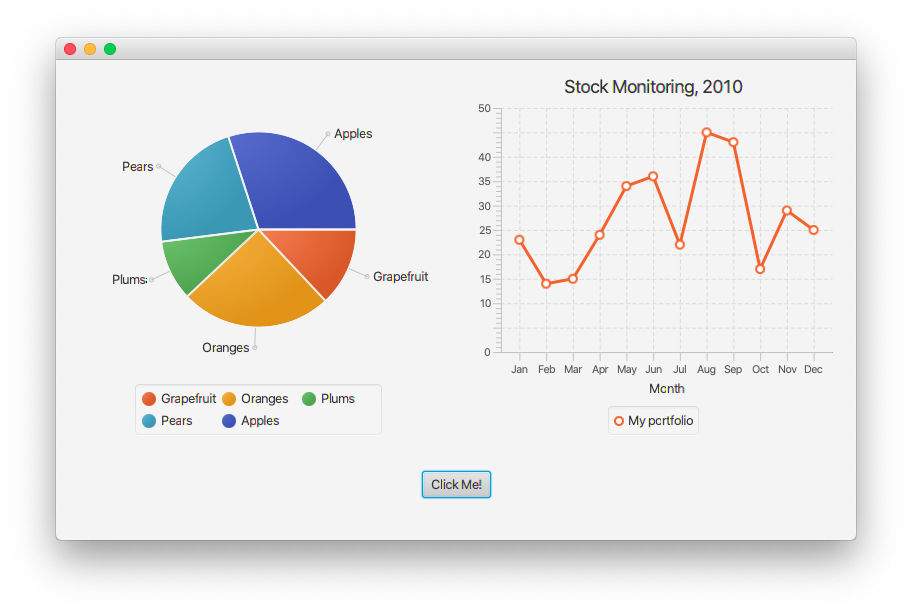 Apples
Pears
Plums
Grapefruit
Oranges
Grapefruit Oranges Plums
Pears Apples
Stock Monitoring, 2010
50
40
35
30
25
20
15
10
0
Jan Feb Mar Apr May Jun Jul Aug Sep Oct Nov Dec
Month
My portfolio
Click Me!